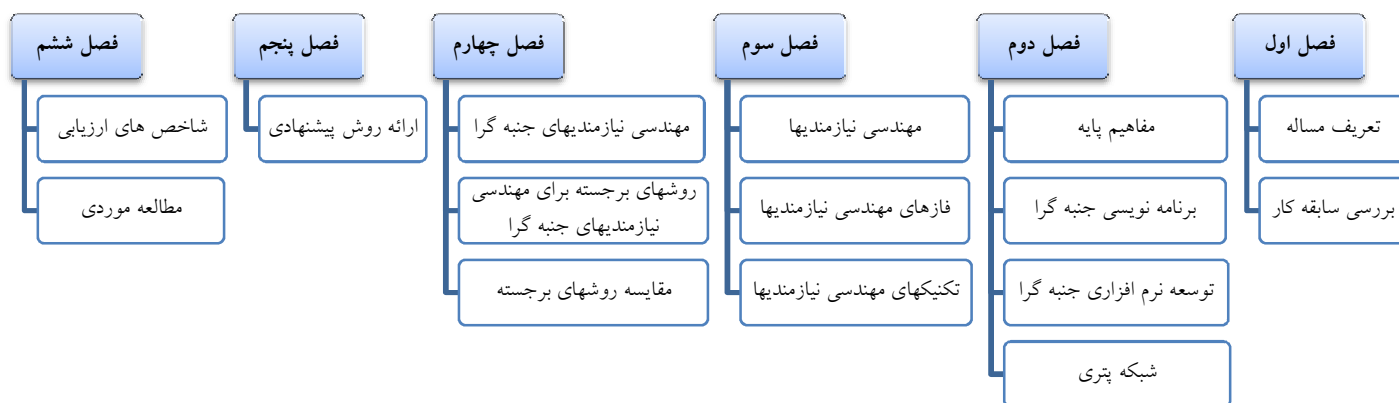 فصل اول
تعریف مساله
بررسی سابقه کار
فصل دوم
مفاهیم پایه
برنامه نویسی جنبه گرا
توسعه نرم افزاری جنبه گرا
شبکه پتری
فصل سوم
مهندسی نیازمندیها
فازهای مهندسی نیازمندیها
تکنیکهای مهندسی نیازمندیها
فصل چهارم
مهندسی نیازمندیهای جنبه گرا
روشهای برجسته برای مهندسی
نیازمندیهای جنبه گرا
مقایسه روشهای برجسته
فصل پنجم
ارائه روش پیشنهادی
فصل ششم
شاخص های ارزیابی
مطالعه موردی